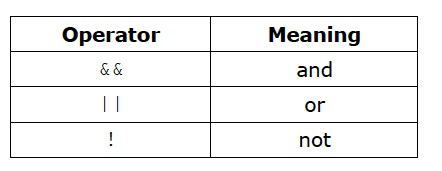 Operator Meaning
&& and
|| or
! not